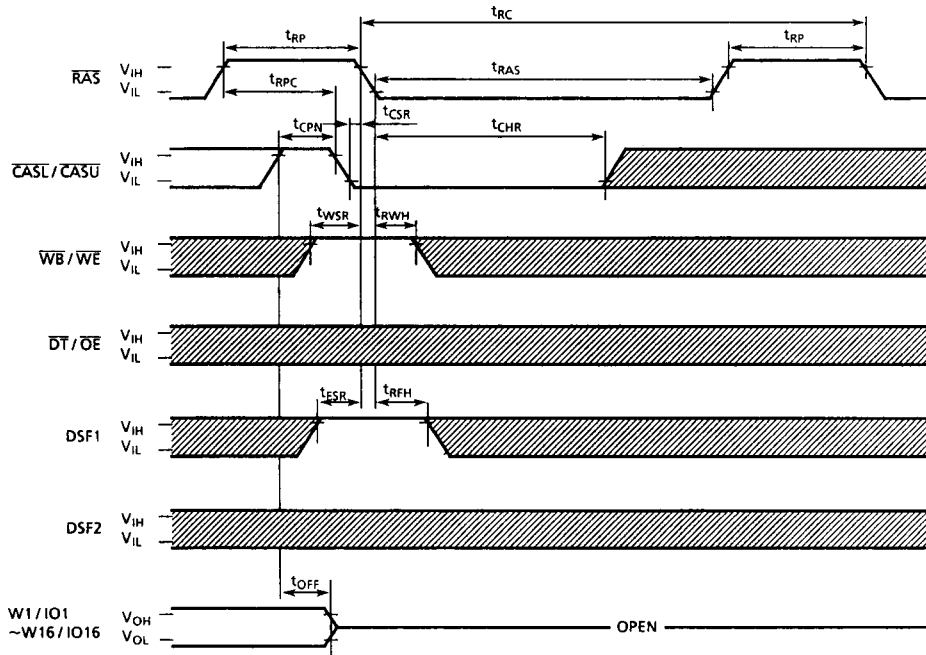 tRC
tRP
tRP
RAS
VIH
VIL
tRPC
tRAS
tCSR
tCPN
tCHR
CASL / CASU
VIH
VIL
tWSR
tRWH
WB / WE
VIH
VIL
DT / OE
VIH
VIL
tFSR
tRFH
DSF1
VIH
VIL
DSF2
VIH
VIL
tOFF
W1 / IO1
~W16 / IO16
VOH
VOL
OPEN